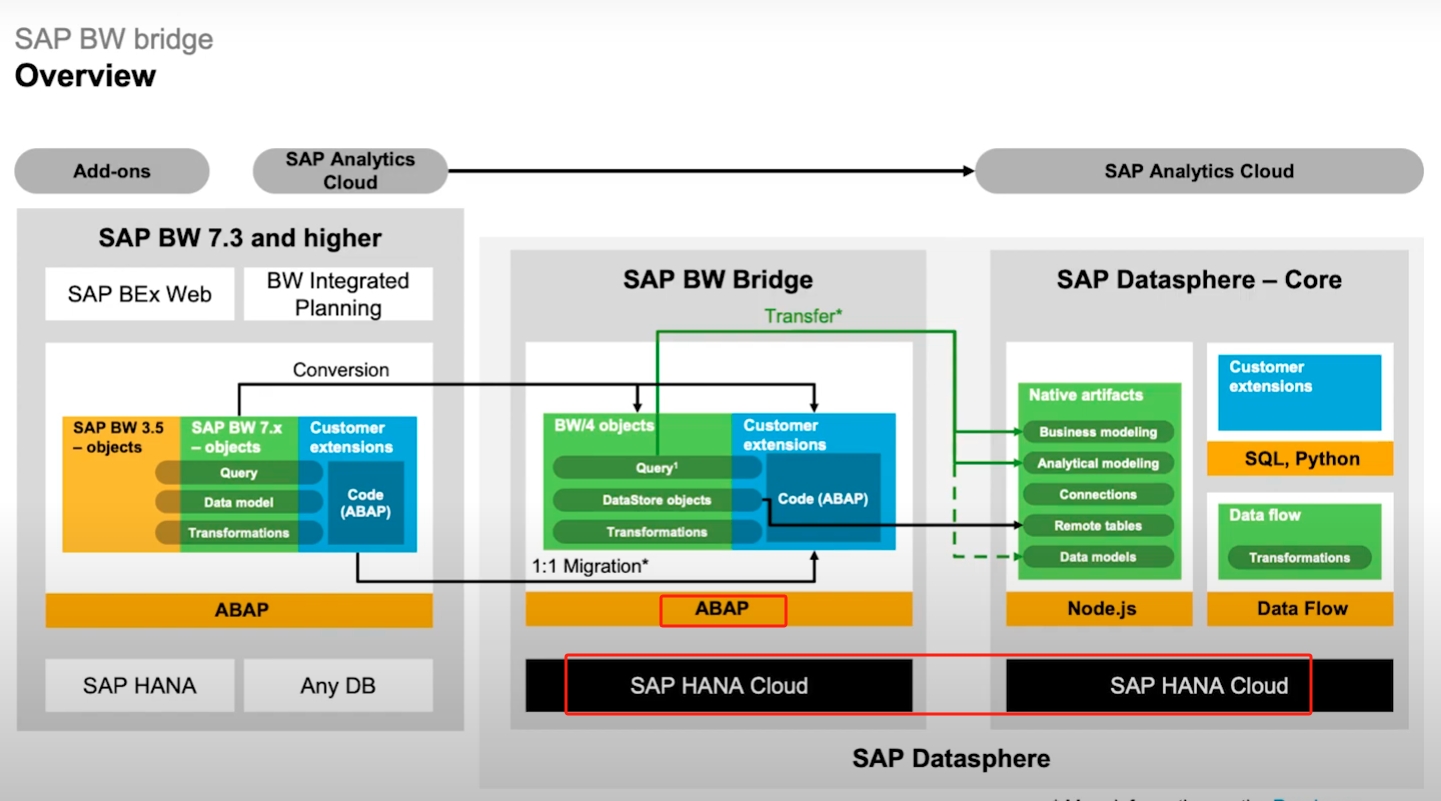 SAP BW bridge
Overview
Add-ons
SAP Analytics
Cloud
SAP Analytics Cloud
SAP BW 7.3 and higher
SAP BEx Web
BW Integrated
Planning
Conversion
SAP BW 3.5
– objects
SAP BW 7.x
– objects
Customer
extensions
Query
Data model
Transformations
Code
(ABAP)
ABAP
SAP HANA
Any DB
SAP BW Bridge
Transfer*
BW/4 objects
Customer
extensions
Query¹
DataStore objects
Transformations
Code (ABAP)
1:1 Migration*
ABAP
SAP HANA Cloud
SAP Datasphere – Core
Native artifacts
Business modeling
Analytical modeling
Connections
Remote tables
Data models
Node.js
Customer
extensions
SQL, Python
Data flow
Transformations
Data Flow
SAP HANA Cloud
SAP Datasphere